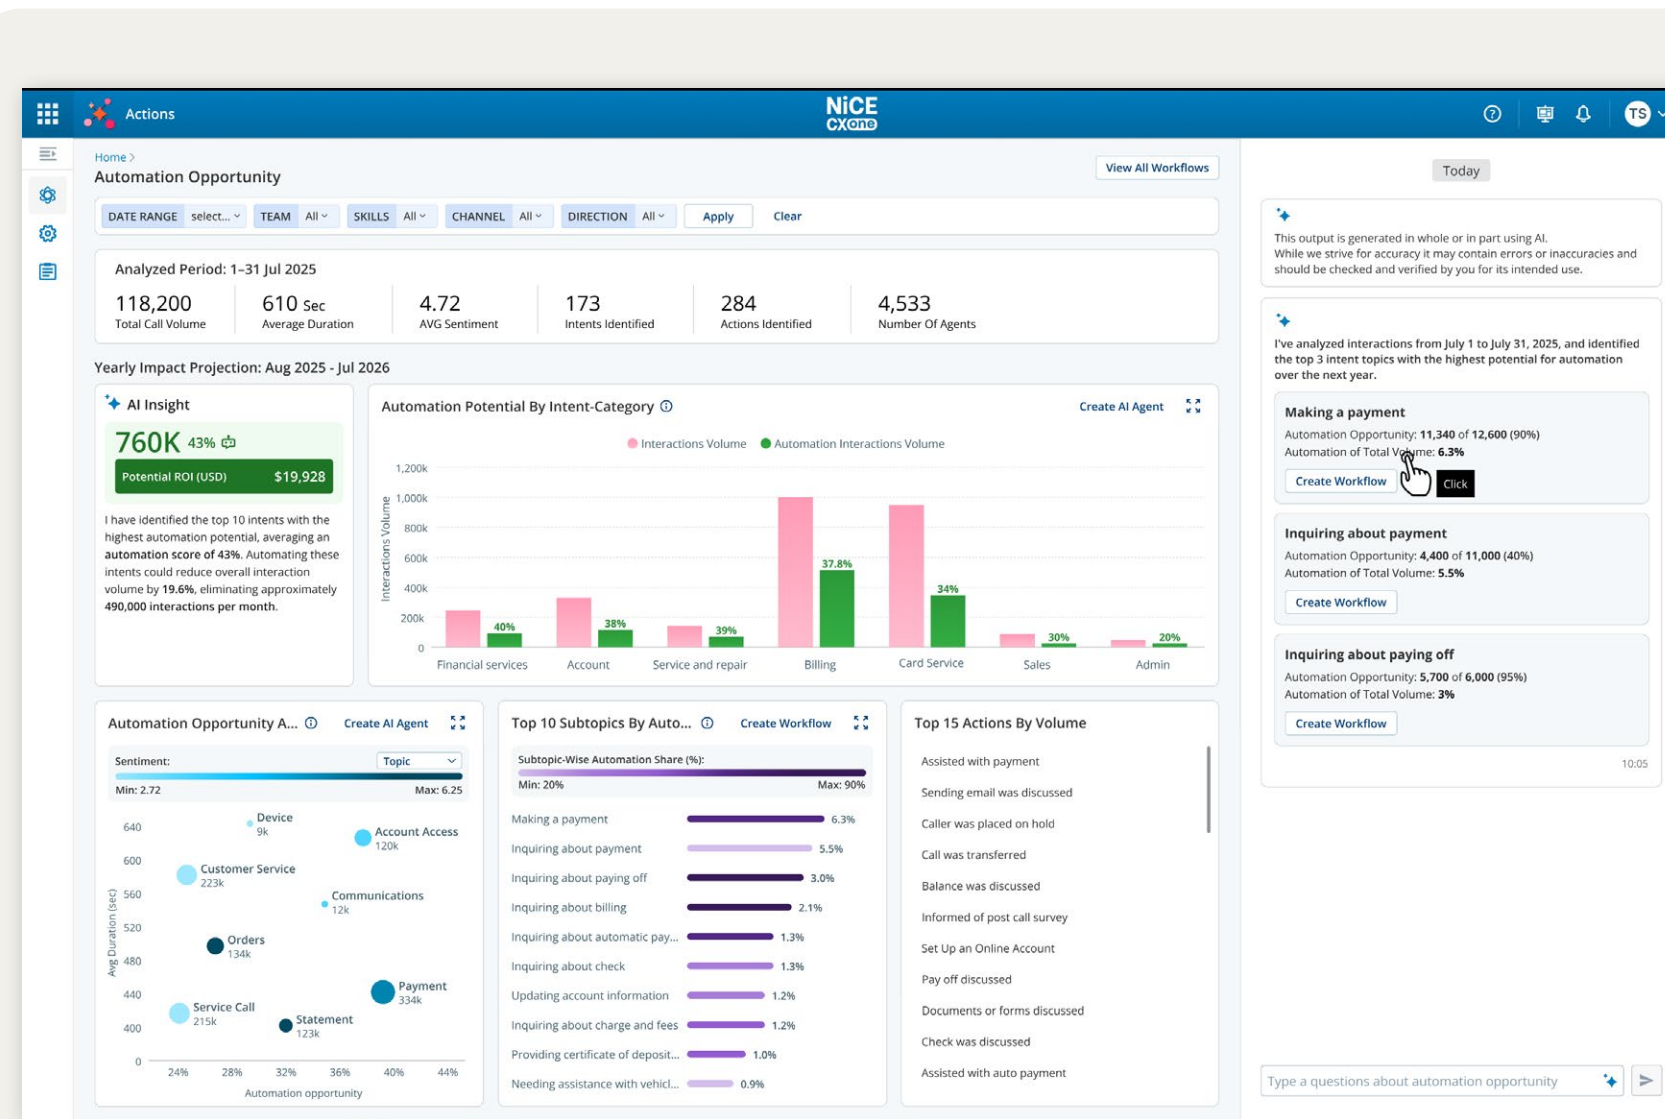 Actions
NiCE
CXone
TS
Home >
Automation Opportunity
View All Workflows
DATE RANGE select... TEAM All SKILLS All CHANNEL All DIRECTION All Apply Clear
Analyzed Period: 1–31 Jul 2025
118,200
Total Call Volume
610 Sec
Average Duration
4.72
AVG Sentiment
173
Intents Identified
284
Actions Identified
4,533
Number Of Agents
Yearly Impact Projection: Aug 2025 - Jul 2026
AI Insight
760K 43%
Potential ROI (USD) $19,928
I have identified the top 10 intents with the
highest automation potential, averaging an
automation score of 43%. Automating these
intents could reduce overall interaction
volume by 19.6%, eliminating approximately
490,000 interactions per month.
Automation Potential By Intent-Category
Create AI Agent
Interactions Volume Automation Interactions Volume
Interactions Volume
1,200k
1,000k
800k
600k
400k
200k
0
40%
38%
39%
37.8%
34%
30%
20%
Financial services Account Service and repair Billing Card Service Sales Admin
Automation Opportunity A... Create AI Agent
Sentiment: Topic
Min: 2.72 Max: 6.25
Avg Duration (sec)
640
600
560
520
480
440
400
0
Device
9k
Account Access
120k
Customer Service
223k
Communications
12k
Orders
134k
Payment
334k
Service Call
215k
Statement
123k
24% 28% 32% 36% 40% 44%
Automation opportunity
Top 10 Subtopics By Auto... Create Workflow
Subtopic-Wise Automation Share (%):
Min: 20% Max: 90%
Making a payment 6.3%
Inquiring about payment 5.5%
Inquiring about paying off 3.0%
Inquiring about billing 2.1%
Inquiring about automatic pay... 1.3%
Inquiring about check 1.3%
Updating account information 1.2%
Inquiring about charge and fees 1.2%
Providing certificate of deposit... 1.0%
Needing assistance with vehicl... 0.9%
Top 15 Actions By Volume
Assisted with payment
Sending email was discussed
Caller was placed on hold
Call was transferred
Balance was discussed
Informed of post call survey
Set Up an Online Account
Pay off discussed
Documents or forms discussed
Check was discussed
Assisted with auto payment
Today
This output is generated in whole or in part using AI.
While we strive for accuracy it may contain errors or inaccuracies and
should be checked and verified by you for its intended use.
I've analyzed interactions from July 1 to July 31, 2025, and identified
the top 3 intent topics with the highest potential for automation
over the next year.
Making a payment
Automation Opportunity: 11,340 of 12,600 (90%)
Automation of Total Volume: 6.3%
Create Workflow
Click
Inquiring about payment
Automation Opportunity: 4,400 of 11,000 (40%)
Automation of Total Volume: 5.5%
Create Workflow
Inquiring about paying off
Automation Opportunity: 5,700 of 6,000 (95%)
Automation of Total Volume: 3%
Create Workflow
10:05
Type a questions about automation opportunity